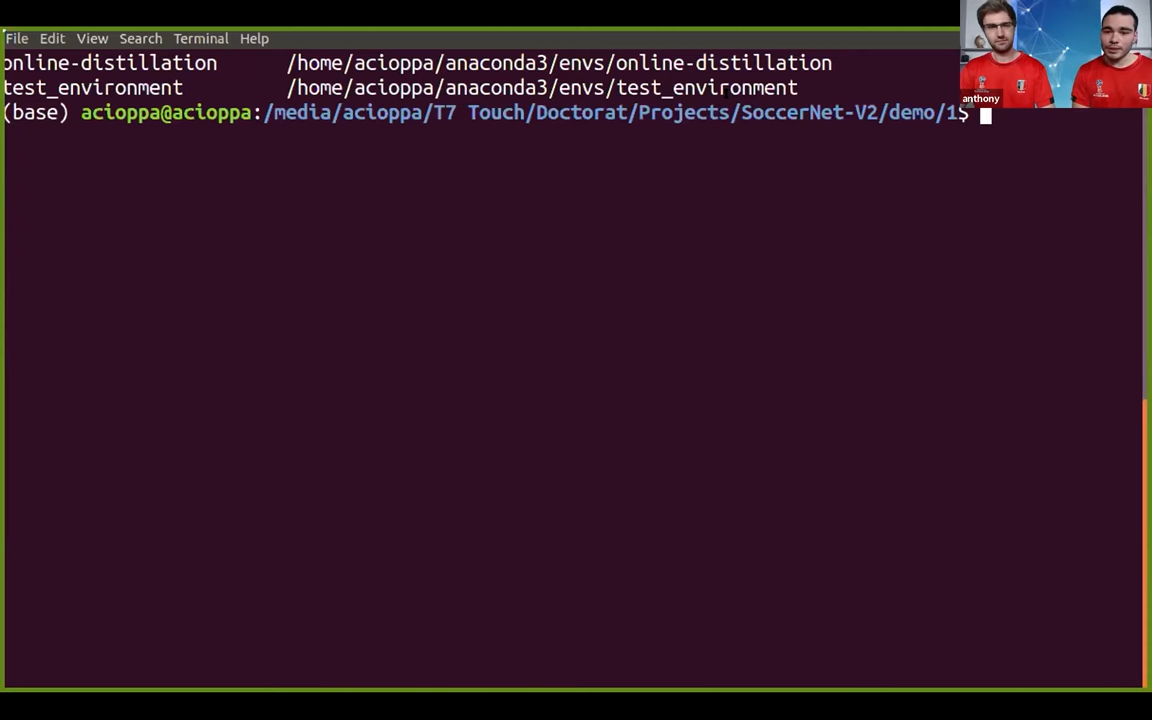 File Edit View Search Terminal Help
online-distillation /home/acioppa/anaconda3/envs/online-distillation
test_environment /home/acioppa/anaconda3/envs/test_environment
(base) acioppa@acioppa:/media/acioppa/T7 Touch/Doctorat/Projects/SoccerNet-V2/demo/1$
anthony